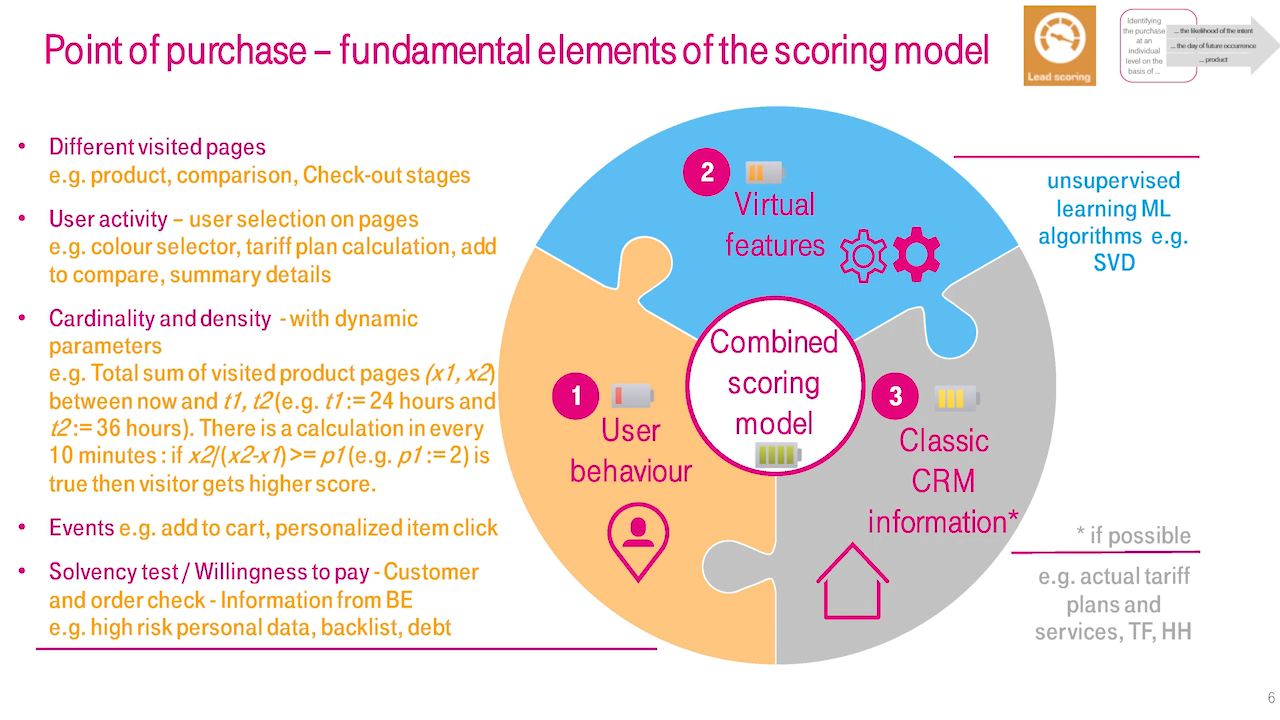 Point of purchase – fundamental elements of the scoring model
Lead scoring
Identifying
the purchase
at an
individual
level on the
basis of ...
... the likelihood of the intent
... the day of future occurrence
... product
• Different visited pages
e.g. product, comparison, Check-out stages
• User activity – user selection on pages
e.g. colour selector, tariff plan calculation, add
to compare, summary details
• Cardinality and density - with dynamic
parameters
e.g. Total sum of visited product pages (x1, x2)
between now and t1, t2 (e.g. t1 := 24 hours and
t2 := 36 hours). There is a calculation in every
10 minutes : if x2/(x2-x1) >= p1 (e.g. p1 := 2) is
true then visitor gets higher score.
• Events e.g. add to cart, personalized item click
• Solvency test / Willingness to pay - Customer
and order check - Information from BE
e.g. high risk personal data, backlist, debt
1
User
behaviour
2
Virtual
features
Combined
scoring
model
3
Classic
CRM
information*
unsupervised
learning ML
algorithms e.g.
SVD
* if possible
e.g. actual tariff
plans and
services, TF, HH
6